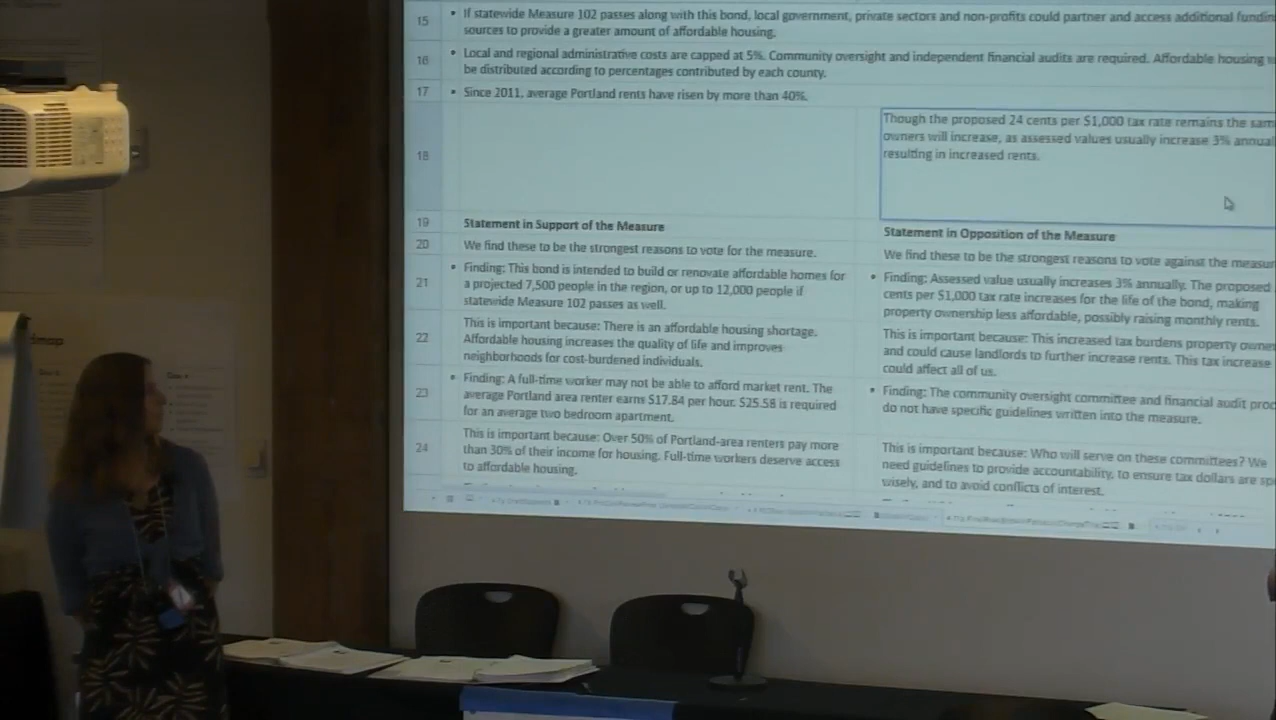 15 • If statewide Measure 102 passes along with this bond, local government, private sectors and non-profits could partner and access additional fundin
sources to provide a greater amount of affordable housing.
16 • Local and regional administrative costs are capped at 5%. Community oversight and independent financial audits are required. Affordable housing
be distributed according to percentages contributed by each county.
17 • Since 2011, average Portland rents have risen by more than 40%.
18
Though the proposed 24 cents per $1,000 tax rate remains the sam
owners will increase, as assessed values usually increase 3% annual
resulting in increased rents.
19 Statement in Support of the Measure
20 We find these to be the strongest reasons to vote for the measure.
21 • Finding: This bond is intended to build or renovate affordable homes for
a projected 7,500 people in the region, or up to 12,000 people if
statewide Measure 102 passes as well.
22 This is important because: There is an affordable housing shortage.
Affordable housing increases the quality of life and improves
neighborhoods for cost-burdened individuals.
23 • Finding: A full-time worker may not be able to afford market rent. The
average Portland area renter earns $17.84 per hour. $25.58 is required
for an average two bedroom apartment.
24 This is important because: Over 50% of Portland-area renters pay more
than 30% of their income for housing. Full-time workers deserve access
to affordable housing.
Statement in Opposition of the Measure
We find these to be the strongest reasons to vote against the measur
• Finding: Assessed value usually increases 3% annually. The proposed
cents per $1,000 tax rate increases for the life of the bond, making
property ownership less affordable, possibly raising monthly rents.
This is important because: This increased tax burdens property owne
and could cause landlords to further increase rents. This tax increase
could affect all of us.
• Finding: The community oversight committee and financial audit proc
do not have specific guidelines written into the measure.
This is important because: Who will serve on these committees? We
need guidelines to provide accountability, to ensure tax dollars are spe
wisely, and to avoid conflicts of interest.
dmap